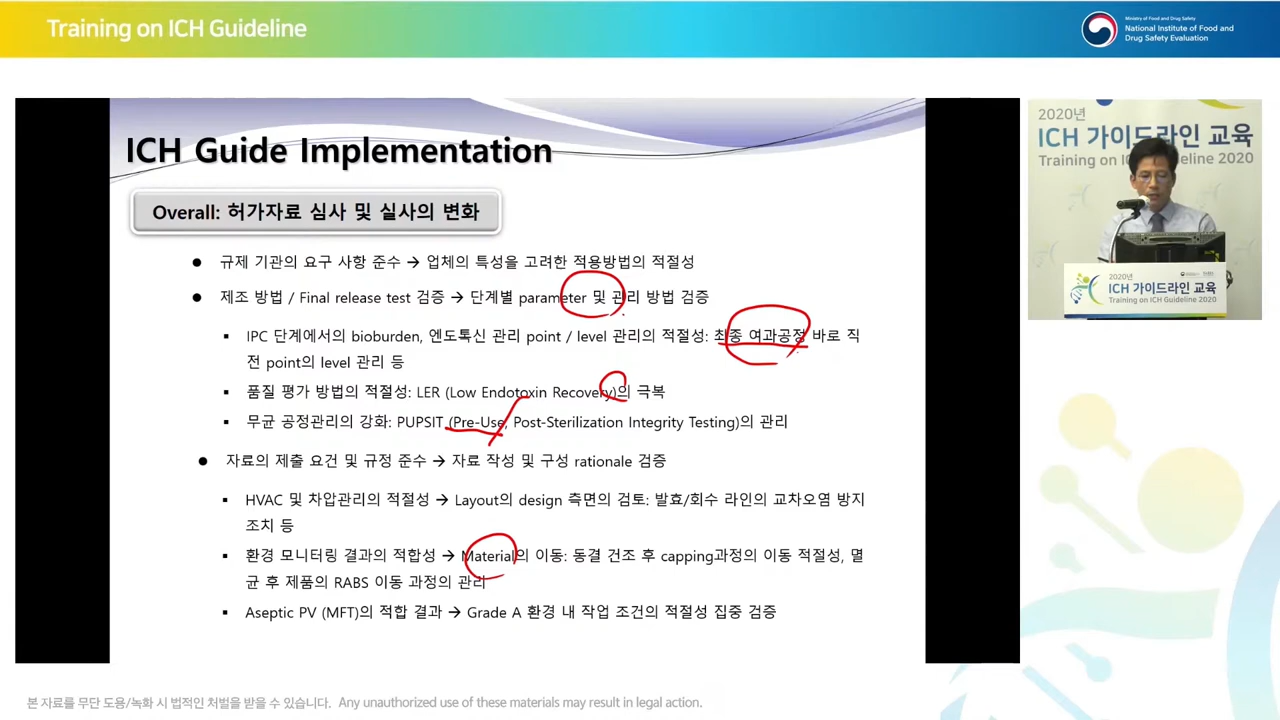 Training on ICH Guideline
Ministry of Food and Drug Safety
National Institute of Food and
Drug Safety Evaluation
ICH Guide Implementation
Overall: 허가자료 심사 및 실사의 변화
● 규제 기관의 요구 사항 준수 → 업체의 특성을 고려한 적용방법의 적절성
● 제조 방법 / Final release test 검증 → 단계별 parameter 및 관리 방법 검증
▪ IPC 단계에서의 bioburden, 엔도톡신 관리 point / level 관리의 적절성: 최종 여과공정 바로 직
전 point의 level 관리 등
▪ 품질 평가 방법의 적절성: LER (Low Endotoxin Recovery)의 극복
▪ 무균 공정관리의 강화: PUPSIT (Pre-Use, Post-Sterilization Integrity Testing)의 관리
● 자료의 제출 요건 및 규정 준수 → 자료 작성 및 구성 rationale 검증
▪ HVAC 및 차압관리의 적절성 → Layout의 design 측면의 검토: 발효/회수 라인의 교차오염 방지
조치 등
▪ 환경 모니터링 결과의 적합성 → Material의 이동: 동결 건조 후 capping과정의 이동 적절성, 멸
균 후 제품의 RABS 이동 과정의 관리
▪ Aseptic PV (MFT)의 적합 결과 → Grade A 환경 내 작업 조건의 적절성 집중 검증
2020년
ICH 가이드라인 교육
Training on ICH Guideline 2020
2020년
ICH 가이드라인 교육
Training on ICH Guideline 2020
본 자료를 무단 도용/녹화 시 법적인 처벌을 받을 수 있습니다. Any unauthorized use of these materials may result in legal action.